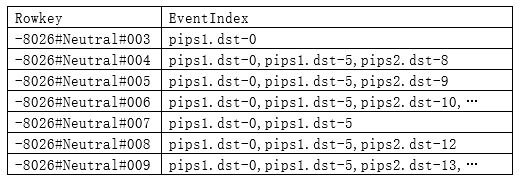 Rowkey EventIndex
-8026#Neutral#003 pips1.dst-0
-8026#Neutral#004 pips1.dst-0,pips1.dst-5,pips2.dst-8
-8026#Neutral#005 pips1.dst-0,pips1.dst-5,pips2.dst-9
-8026#Neutral#006 pips1.dst-0,pips1.dst-5,pips2.dst-10,…
-8026#Neutral#007 pips1.dst-0,pips1.dst-5
-8026#Neutral#008 pips1.dst-0,pips1.dst-5,pips2.dst-12
-8026#Neutral#009 pips1.dst-0,pips1.dst-5,pips2.dst-13,…